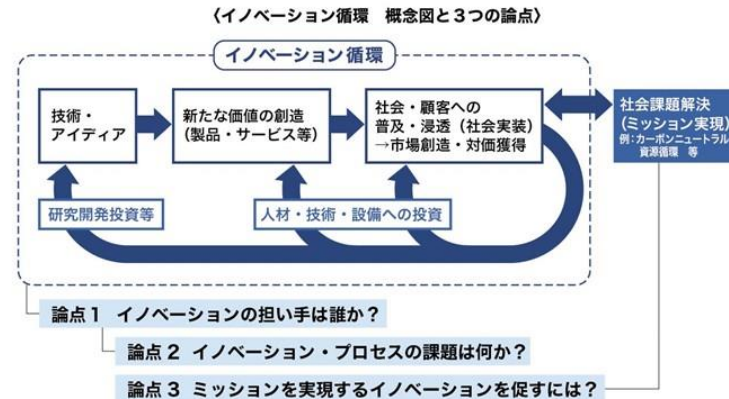 〈イノベーション循環　概念図と３つの論点〉
イノベーション循環
技術・
アイディア
新たな価値の創造
（製品・サービス等）
社会・顧客への
普及・浸透（社会実装）
→市場創造・対価獲得
社会課題解決
（ミッション実現）
例：カーボンニュートラル
資源循環　等
研究開発投資等
人材・技術・設備への投資
論点１　イノベーションの担い手は誰か？
論点２　イノベーション・プロセスの課題は何か？
論点３　ミッションを実現するイノベーションを促すには？